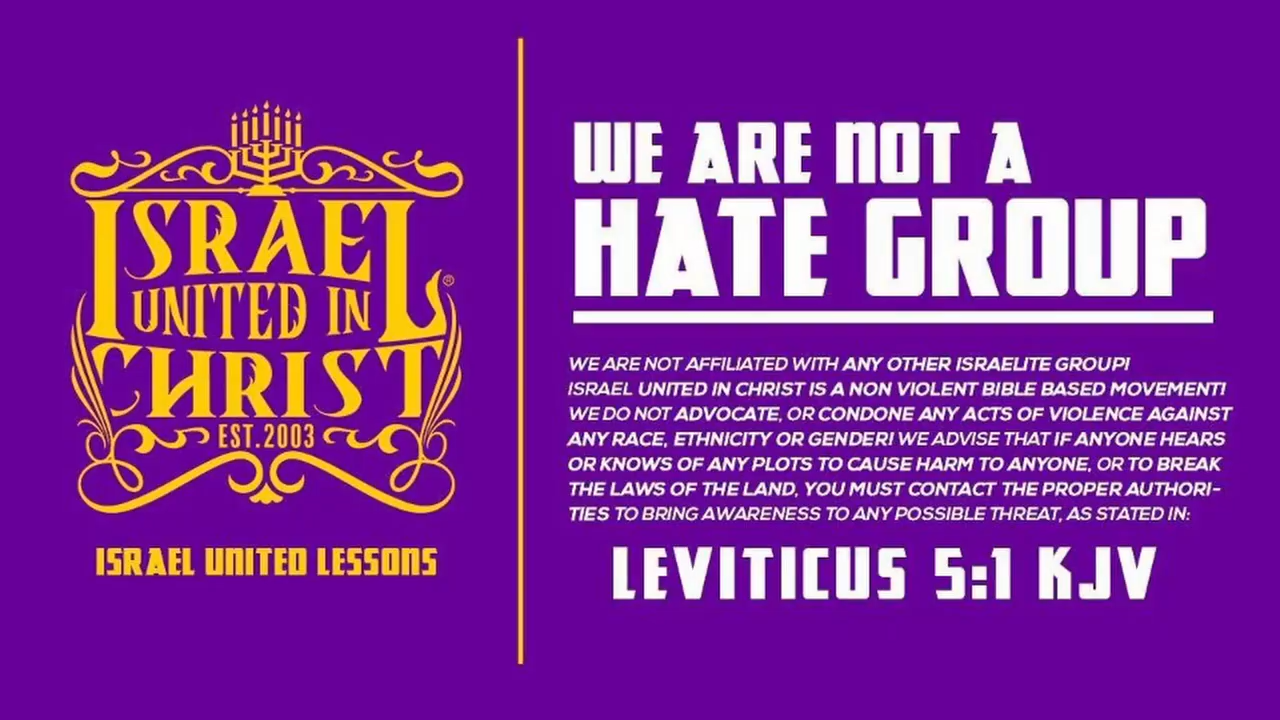 ISRAEL
UNITED IN
CHRIST
EST. 2003
®
ISRAEL UNITED LESSONS
WE ARE NOT A
HATE GROUP
WE ARE NOT AFFILIATED WITH ANY OTHER ISRAELITE GROUP!
ISRAEL UNITED IN CHRIST IS A NON VIOLENT BIBLE BASED MOVEMENT!
WE DO NOT ADVOCATE, OR CONDONE ANY ACTS OF VIOLENCE AGAINST
ANY RACE, ETHNICITY OR GENDER! WE ADVISE THAT IF ANYONE HEARS
OR KNOWS OF ANY PLOTS TO CAUSE HARM TO ANYONE, OR TO BREAK
THE LAWS OF THE LAND, YOU MUST CONTACT THE PROPER AUTHORI-
TIES TO BRING AWARENESS TO ANY POSSIBLE THREAT, AS STATED IN:
LEVITICUS 5:1 KJV